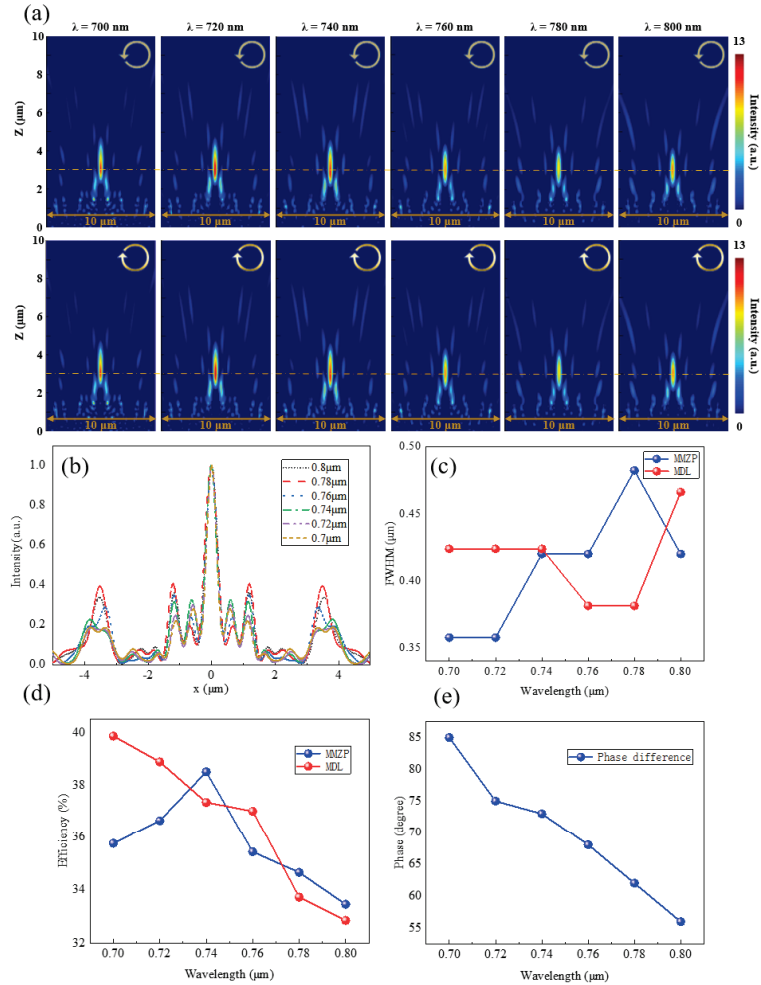 (a)
λ = 700 nm λ = 720 nm λ = 740 nm λ = 760 nm λ = 780 nm λ = 800 nm
10
8
6
4
2
0
Z (μm)
10 μm 10 μm 10 μm 10 μm 10 μm 10 μm
13
0
Intensity (a.u.)
10
8
6
4
2
0
Z (μm)
10 μm 10 μm 10 μm 10 μm 10 μm 10 μm
13
0
Intensity (a.u.)
(b)
1.0
0.8
0.6
0.4
0.2
0.0
Intensity (a.u.)
0.8μm
0.78μm
0.76μm
0.74μm
0.72μm
0.7μm
-4 -2 0 2 4
x (μm)
(c)
0.45
0.40
0.35
FWHM (μm)
MMZP
MDL
0.70 0.72 0.74 0.76 0.78 0.80
Wavelength (μm)
(d)
40
38
36
34
32
Efficiency (%)
MMZP
MDL
0.70 0.72 0.74 0.76 0.78 0.80
Wavelength (μm)
(e)
85
80
75
70
65
60
55
Phase (degree)
Phase difference
0.70 0.72 0.74 0.76 0.78 0.80
Wavelength (μm)